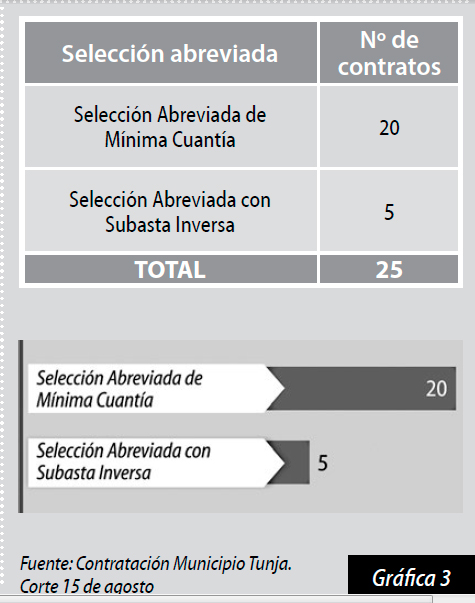 Selección abreviada
Nº de
contratos
Selección Abreviada de
Mínima Cuantía
20
Selección Abreviada con
Subasta Inversa
5
TOTAL
25
Selección Abreviada de
Mínima Cuantía
20
Selección Abreviada con
Subasta Inversa
5
Fuente: Contratación Municipio Tunja.
Corte 15 de agosto
Gráfica 3